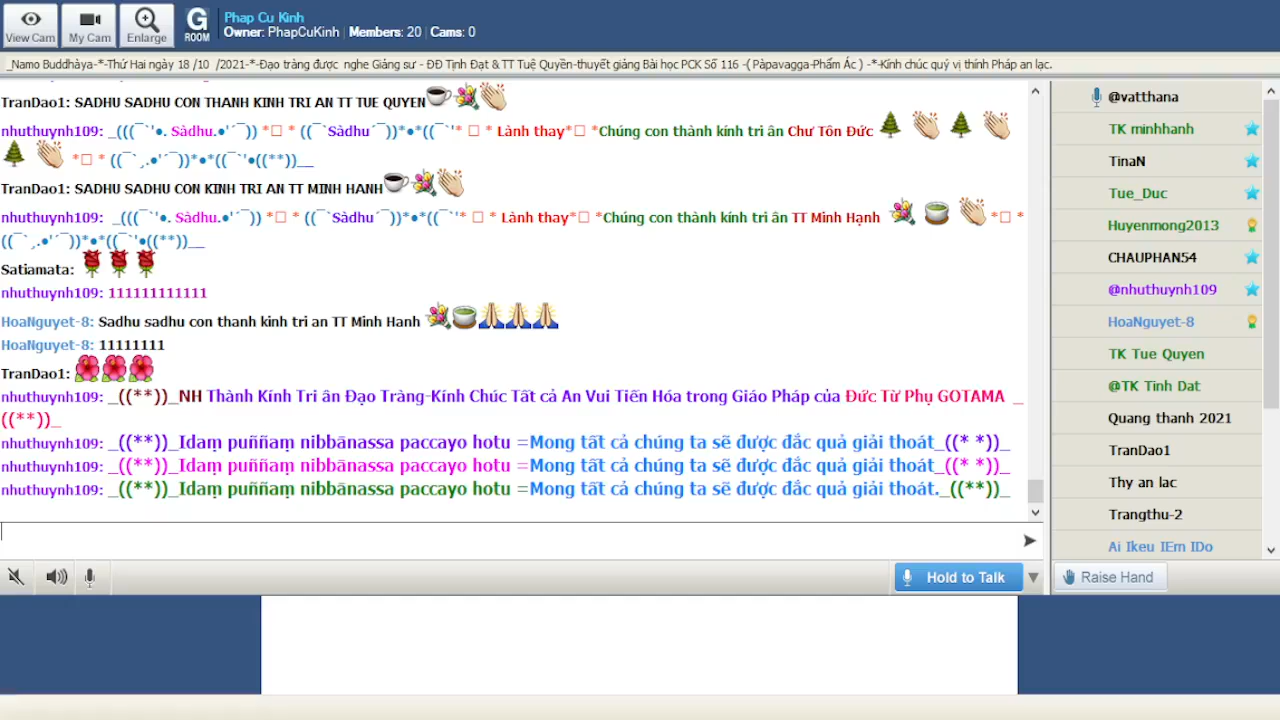 View Cam
My Cam
Enlarge
G
ROOM
Phap Cu Kinh
Owner: PhapCuKinh | Members: 20 | Cams: 0
_Namo Buddhàya-*-Thứ Hai ngày 18 /10 /2021-*-Đạo tràng được nghe Giảng sư - ĐĐ Tịnh Đạt & TT Tuệ Quyền-thuyết giảng Bài học PCK Số 116 -( Pàpavagga-Phẩm Ác ) -*-Kính chúc quý vị thính Pháp an lạc.
TranDao1: SADHU SADHU CON THANH KINH TRI AN TT TUE QUYEN
nhuthuynh109: _(((¯`'•. Sàdhu.•'´¯)) *□ * ((¯`Sàdhu´¯))*•*((¯`'* □ * Lành thay*□ *Chúng con thành kính tri ân Chư Tôn Đức
*□ * ((¯`¸.•'´¯))*•*((¯`'•((**))__
TranDao1: SADHU SADHU CON KINH TRI AN TT MINH HANH
nhuthuynh109: _(((¯`'•. Sàdhu.•'´¯)) *□ * ((¯`Sàdhu´¯))*•*((¯`'* □ * Lành thay*□ *Chúng con thành kính tri ân TT Minh Hạnh *□ *
((¯`¸.•'´¯))*•*((¯`'•((**))__
Satiamata:
nhuthuynh109: 111111111111
HoaNguyet-8: Sadhu sadhu con thanh kinh tri an TT Minh Hanh
HoaNguyet-8: 11111111
TranDao1:
nhuthuynh109: _((**))_NH Thành Kính Tri ân Đạo Tràng-Kính Chúc Tất cả An Vui Tiến Hóa trong Giáo Pháp của Đức Từ Phụ GOTAMA _
((**))_
nhuthuynh109: _((**))_Idaṃ puññaṃ nibbānassa paccayo hotu =Mong tất cả chúng ta sẽ được đắc quả giải thoát_((* *))_
nhuthuynh109: _((**))_Idaṃ puññaṃ nibbānassa paccayo hotu =Mong tất cả chúng ta sẽ được đắc quả giải thoát_((* *))_
nhuthuynh109: _((**))_Idaṃ puññaṃ nibbānassa paccayo hotu =Mong tất cả chúng ta sẽ được đắc quả giải thoát._((**))_
@vatthana
TK minhhanh
TinaN
Tue_Duc
Huyenmong2013
CHAUPHAN54
@nhuthuynh109
HoaNguyet-8
TK Tue Quyen
@TK Tinh Dat
Quang thanh 2021
TranDao1
Thy an lac
Trangthu-2
Ai lkeu IEm IDo
Hold to Talk
Raise Hand